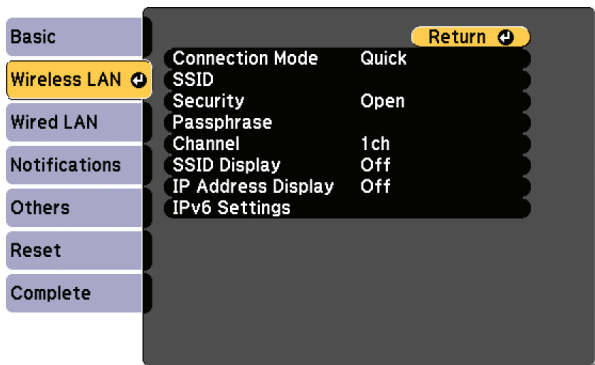 Basic
Wireless LAN
Wired LAN
Notifications
Others
Reset
Complete
Return
Connection Mode Quick
SSID
Security Open
Passphrase
Channel 1ch
SSID Display Off
IP Address Display Off
IPv6 Settings